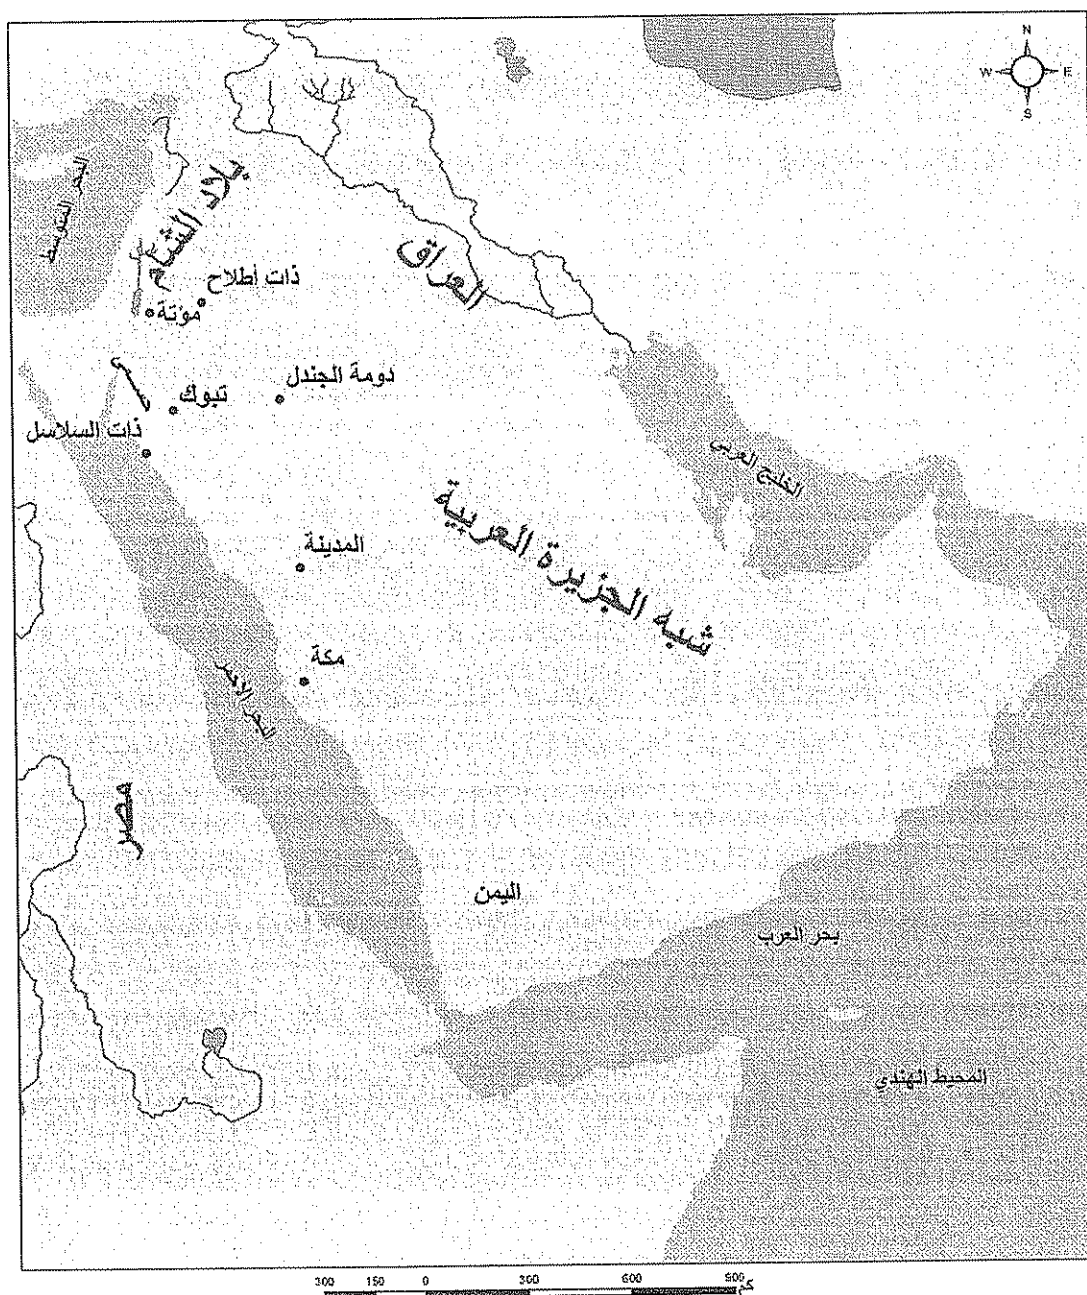 N
W E
S
البحر المتوسط
بلاد الشام
العراق
ذات أطلاح
مؤتة
دومة الجندل
تبوك
حسمى
ذات السلاسل
الخليج العربي
شبه الجزيرة العربية
المدينة
مكة
البحر الأحمر
مصر
اليمن
بحر العرب
المحيط الهندي
300 150 0 300 600 900
كم